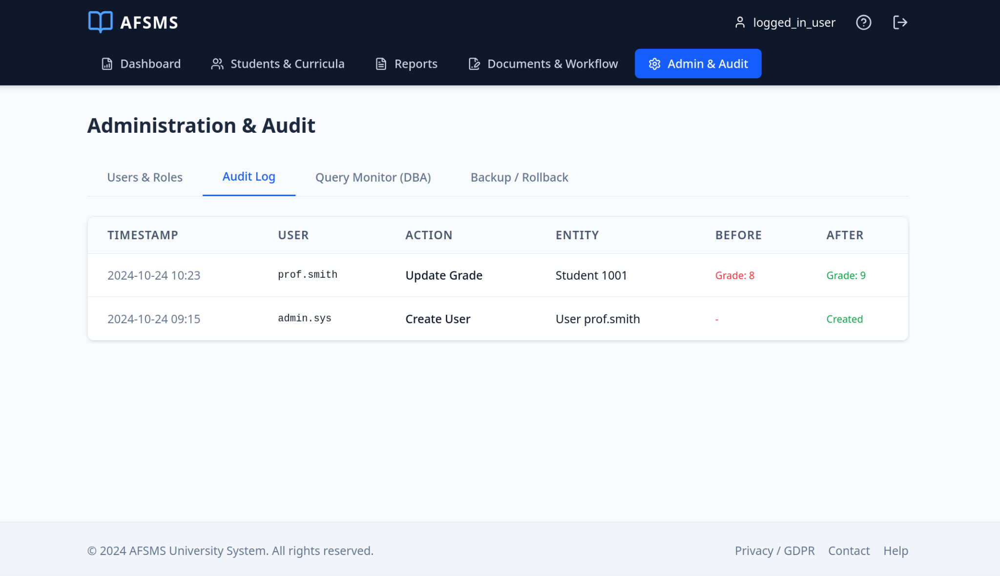 AFSMS
logged_in_user
Dashboard Students & Curricula Reports Documents & Workflow Admin & Audit
Administration & Audit
Users & Roles Audit Log Query Monitor (DBA) Backup / Rollback
TIMESTAMP USER ACTION ENTITY BEFORE AFTER
2024-10-24 10:23 prof.smith Update Grade Student 1001 Grade: 8 Grade: 9
2024-10-24 09:15 admin.sys Create User User prof.smith - Created
© 2024 AFSMS University System. All rights reserved. Privacy / GDPR Contact Help